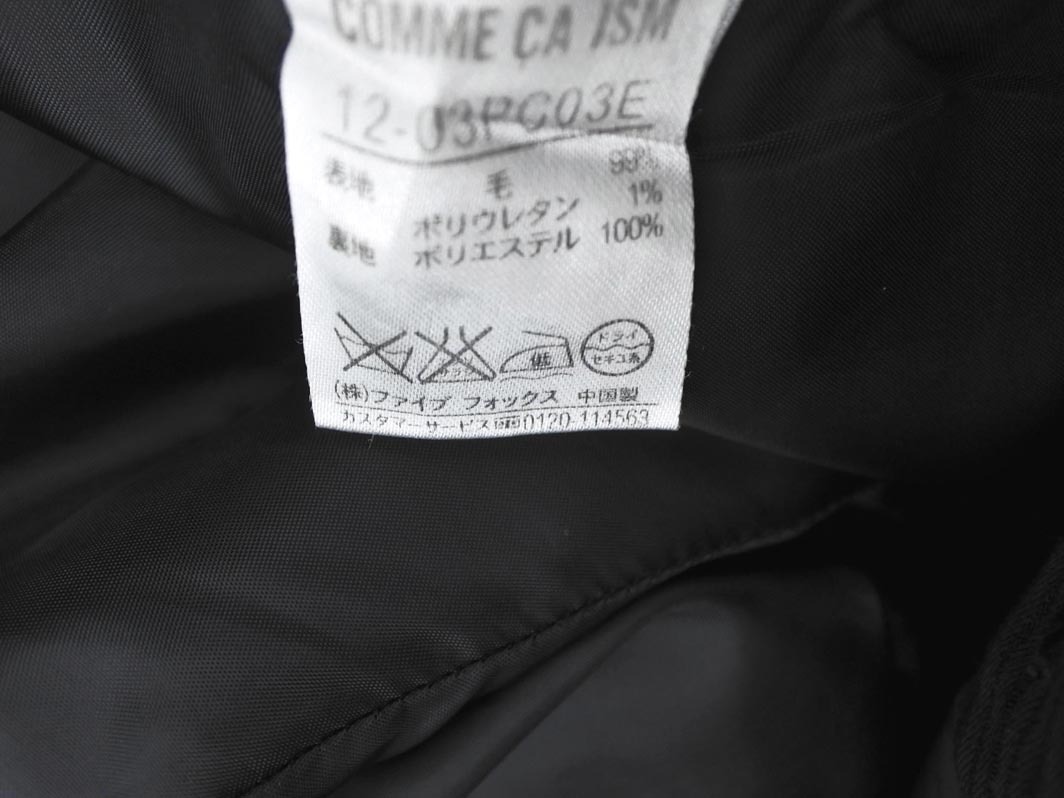 COMME ÇA ISM
12-03PC03E
表地 毛 99%
ポリウレタン 1%
裏地 ポリエステル 100%
低 ドライ
セキユ系
(株)ファイブ フォックス 中国製
カスタマーサービス 0120-114563